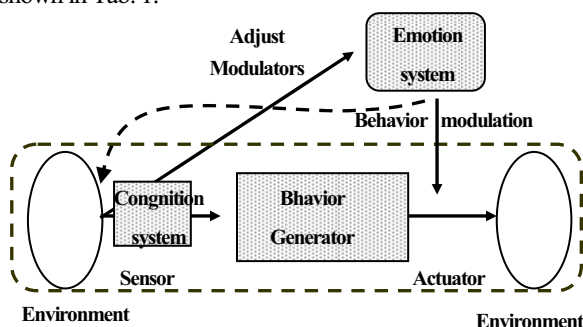 shown in Tab. 1.
Adjust
Modulators
Emotion
system
Behavior modulation
Congnition
system
Bhavior
Generator
Sensor
Actuator
Environment
Environment